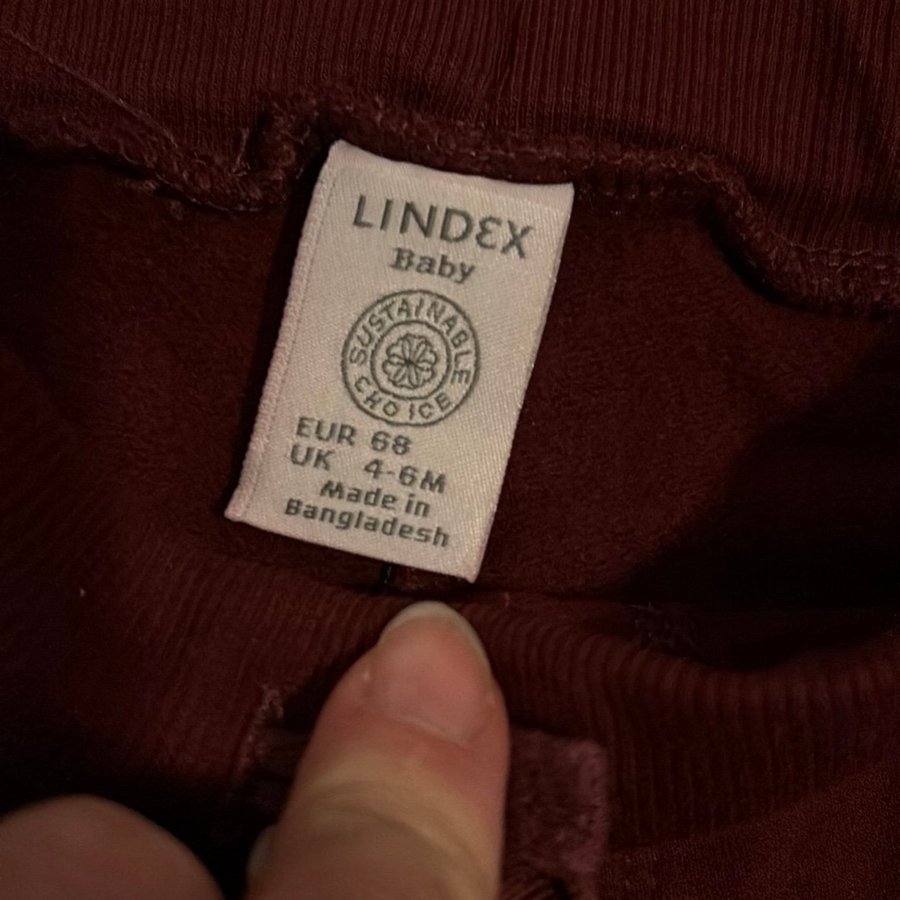 LINDEX
Baby
SUSTAINABLE
CHOICE
EUR 68
UK 4-6M
Made in
Bangladesh